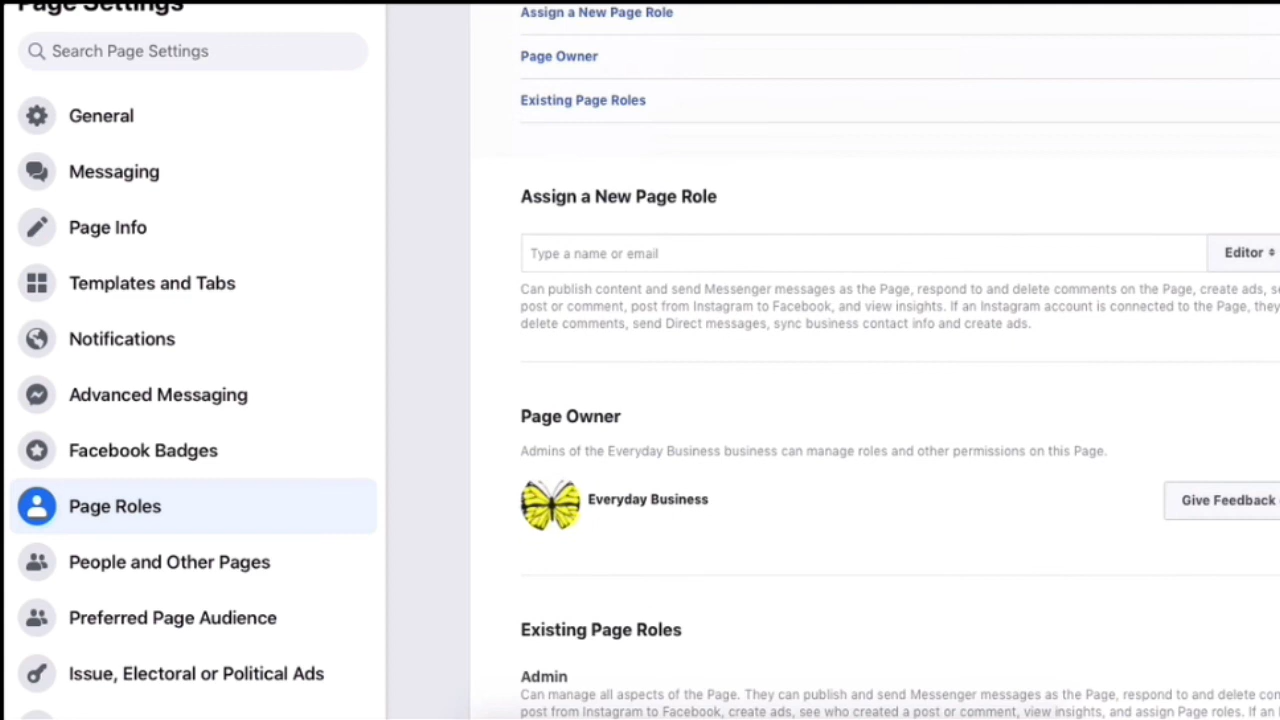 Page Settings
Search Page Settings
General
Messaging
Page Info
Templates and Tabs
Notifications
Advanced Messaging
Facebook Badges
Page Roles
People and Other Pages
Preferred Page Audience
Issue, Electoral or Political Ads
Assign a New Page Role
Page Owner
Existing Page Roles
Assign a New Page Role
Type a name or email
Editor
Can publish content and send Messenger messages as the Page, respond to and delete comments on the Page, create ads,
post or comment, post from Instagram to Facebook, and view insights. If an Instagram account is connected to the Page, they
delete comments, send Direct messages, sync business contact info and create ads.
Page Owner
Admins of the Everyday Business business can manage roles and other permissions on this Page.
Everyday Business
Give Feedback
Existing Page Roles
Admin
Can manage all aspects of the Page. They can publish and send Messenger messages as the Page, respond to and delete
post from Instagram to Facebook, create ads, see who created a post or comment, view insights, and assign Page roles. If an